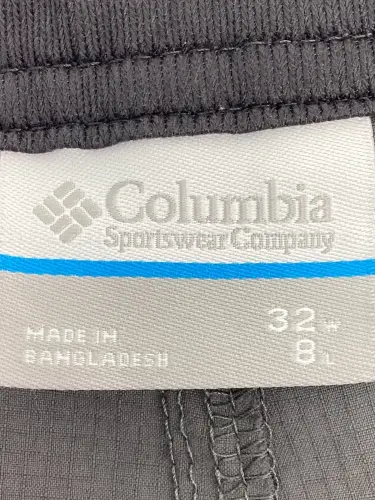 Columbia
Sportswear Company
MADE IN
BANGLADESH
32 W
8 L